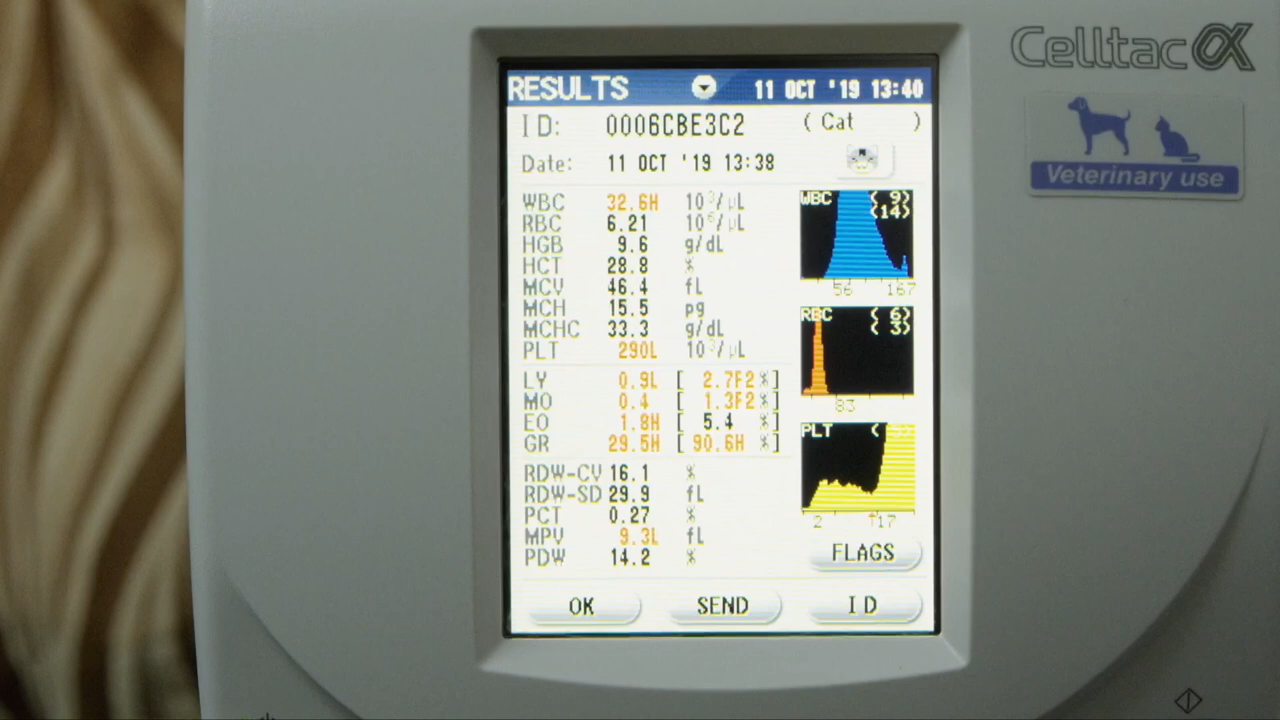 Celltac α
Veterinary use
RESULTS 11 OCT '19 13:40
ID: 0006CBE3C2 ( Cat )
Date: 11 OCT '19 13:38
WBC 32.6H 10³/µL
RBC 6.21 10⁶/µL
HGB 9.6 g/dL
HCT 28.8 %
MCV 46.4 fL
MCH 15.5 pg
MCHC 33.3 g/dL
PLT 290L 10³/µL
LY 0.9L [ 2.7F2 %]
MO 0.4 [ 1.3F2 %]
EO 1.8H [ 5.4 %]
GR 29.5H [ 90.6H %]
RDW-CV 16.1 %
RDW-SD 29.9 fL
PCT 0.27 %
MPV 9.3L fL
PDW 14.2 %
WBC ( 9)
(14)
56 167
RBC ( 6)
( 3)
83
PLT (
2 ↑17
FLAGS
OK SEND ID